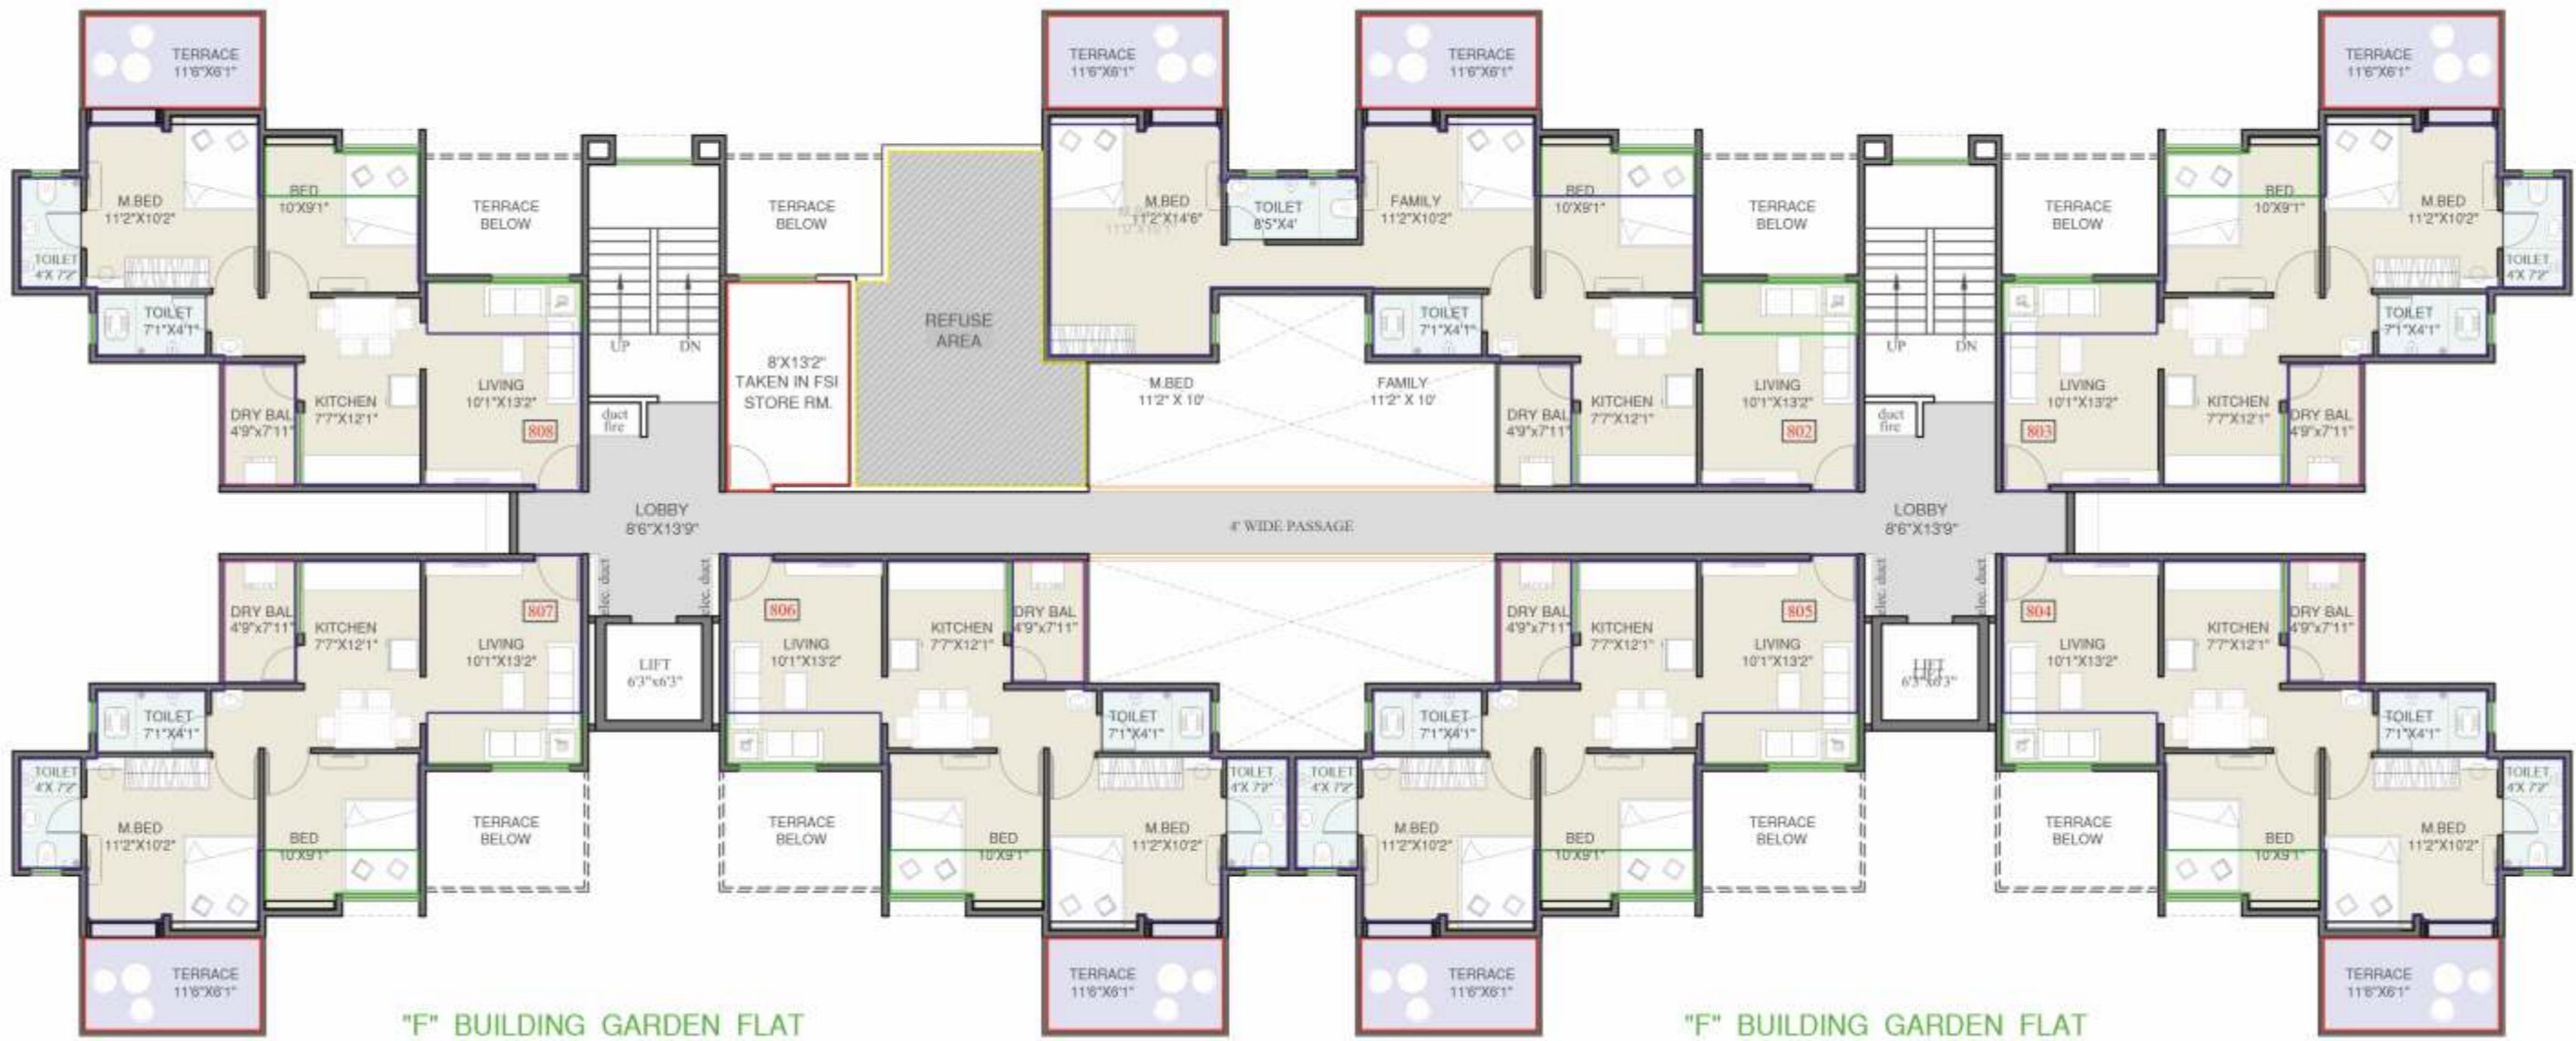 TERRACE
11'6"X6'1"
TERRACE
11'6"X6'1"
TERRACE
11'6"X6'1"
TERRACE
11'6"X6'1"
M.BED
11'2"X10'2"
BED
10'X9'1"
TERRACE
BELOW
TERRACE
BELOW
M.BED
11'2"X14'6"
TOILET
8'5"X4'
FAMILY
11'2"X10'2"
BED
10'X9'1"
TERRACE
BELOW
TERRACE
BELOW
BED
10'X9'1"
M.BED
11'2"X10'2"
TOILET
4'X 7'2"
TOILET
4'X 7'2"
TOILET
7'1"X4'1"
UP
DN
REFUSE
AREA
TOILET
7'1"X4'1"
UP
DN
TOILET
7'1"X4'1"
8'X13'2"
TAKEN IN FSI
STORE RM.
M.BED
11'2" X 10'
FAMILY
11'2" X 10'
DRY BAL
4'9"x7'11"
KITCHEN
7'7"X12'1"
LIVING
10'1"X13'2"
808
duct
fire
DRY BAL
4'9"x7'11"
KITCHEN
7'7"X12'1"
LIVING
10'1"X13'2"
802
duct
fire
LIVING
10'1"X13'2"
803
KITCHEN
7'7"X12'1"
DRY BAL
4'9"x7'11"
LOBBY
8'6"X13'9"
4' WIDE PASSAGE
LOBBY
8'6"X13'9"
elec. duct
elec. duct
elec. duct
elec. duct
DRY BAL
4'9"x7'11"
KITCHEN
7'7"X12'1"
807
LIVING
10'1"X13'2"
LIFT
6'3"x6'3"
806
LIVING
10'1"X13'2"
KITCHEN
7'7"X12'1"
DRY BAL
4'9"x7'11"
DRY BAL
4'9"x7'11"
KITCHEN
7'7"X12'1"
805
LIVING
10'1"X13'2"
LIFT
6'3"x6'3"
804
LIVING
10'1"X13'2"
KITCHEN
7'7"X12'1"
DRY BAL
4'9"x7'11"
TOILET
7'1"X4'1"
TOILET
7'1"X4'1"
TOILET
7'1"X4'1"
TOILET
7'1"X4'1"
TOILET
4'X 7'2"
TOILET
4'X 7'2"
TOILET
4'X 7'2"
TOILET
4'X 7'2"
M.BED
11'2"X10'2"
BED
10'X9'1"
TERRACE
BELOW
TERRACE
BELOW
BED
10'X9'1"
M.BED
11'2"X10'2"
M.BED
11'2"X10'2"
BED
10'X9'1"
TERRACE
BELOW
TERRACE
BELOW
BED
10'X9'1"
M.BED
11'2"X10'2"
TERRACE
11'6"X6'1"
TERRACE
11'6"X6'1"
TERRACE
11'6"X6'1"
TERRACE
11'6"X6'1"
"F" BUILDING GARDEN FLAT
"F" BUILDING GARDEN FLAT